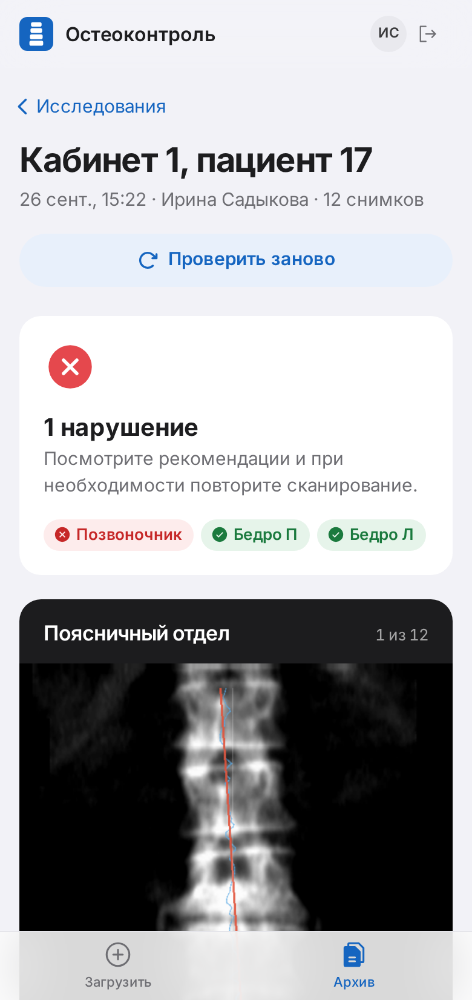 Остеоконтроль
ИС
Исследования
Кабинет 1, пациент 17
26 сент., 15:22 · Ирина Садыкова · 12 снимков
Проверить заново
1 нарушение
Посмотрите рекомендации и при
необходимости повторите сканирование.
Позвоночник
Бедро П
Бедро Л
Поясничный отдел
1 из 12
Загрузить
Архив